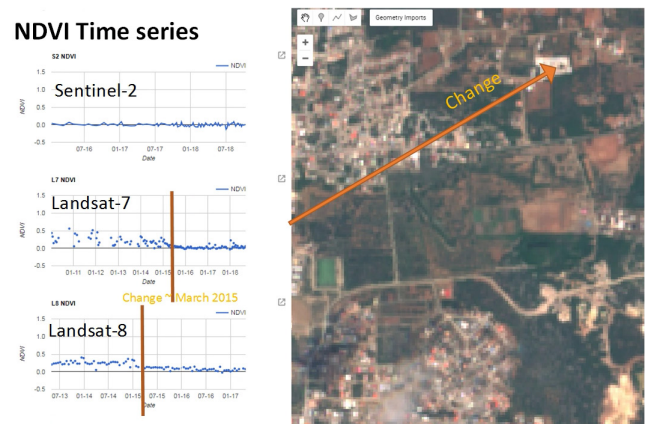 NDVI Time series
S2 NDVI
NDVI
Sentinel-2
1.5
1.0
0.5
0.0
-0.5
NDVI
07-16 01-17 07-17 01-18 07-18
Date
L7 NDVI
NDVI
Landsat-7
1.5
1.0
0.5
0.0
-0.5
NDVI
01-11 01-12 01-13 01-14 01-15 01-16 01-17 01-18
Date
Change ~ March 2015
L8 NDVI
NDVI
Landsat-8
1.5
1.0
0.5
0.0
-0.5
NDVI
07-13 01-14 07-14 01-15 07-15 01-16 07-16 01-17
Date
Geometry Imports
+
−
Change